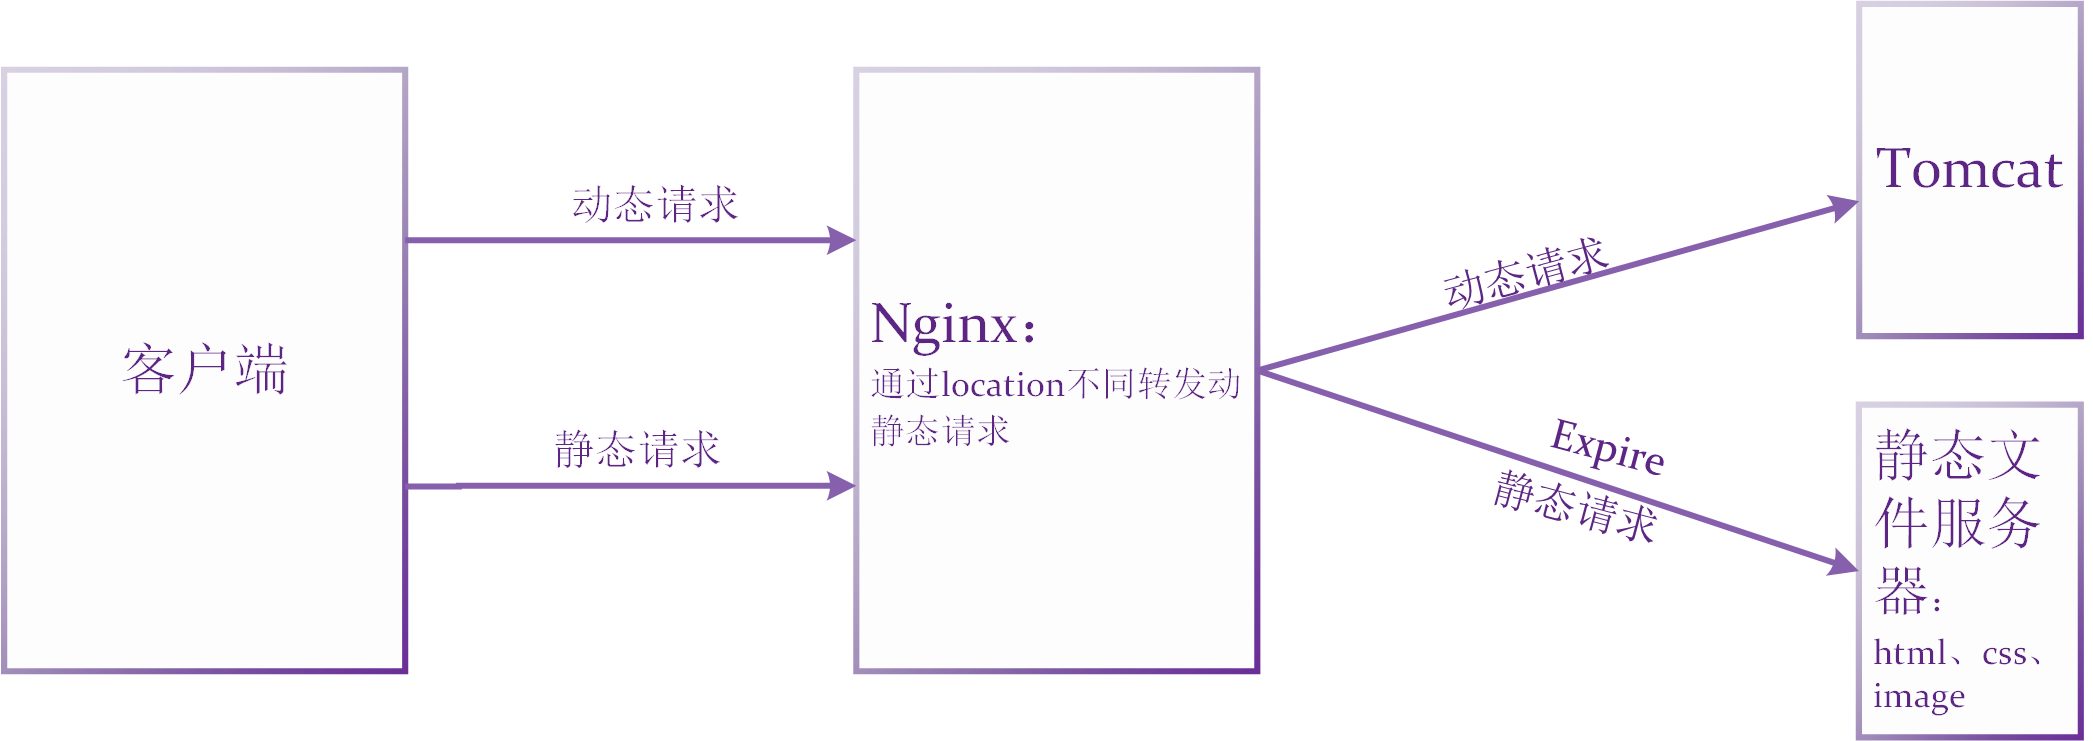 客户端
动态请求
静态请求
Nginx：
通过location不同转发动
静态请求
动态请求
Expire
静态请求
Tomcat
静态文
件服务
器：
html、css、
image